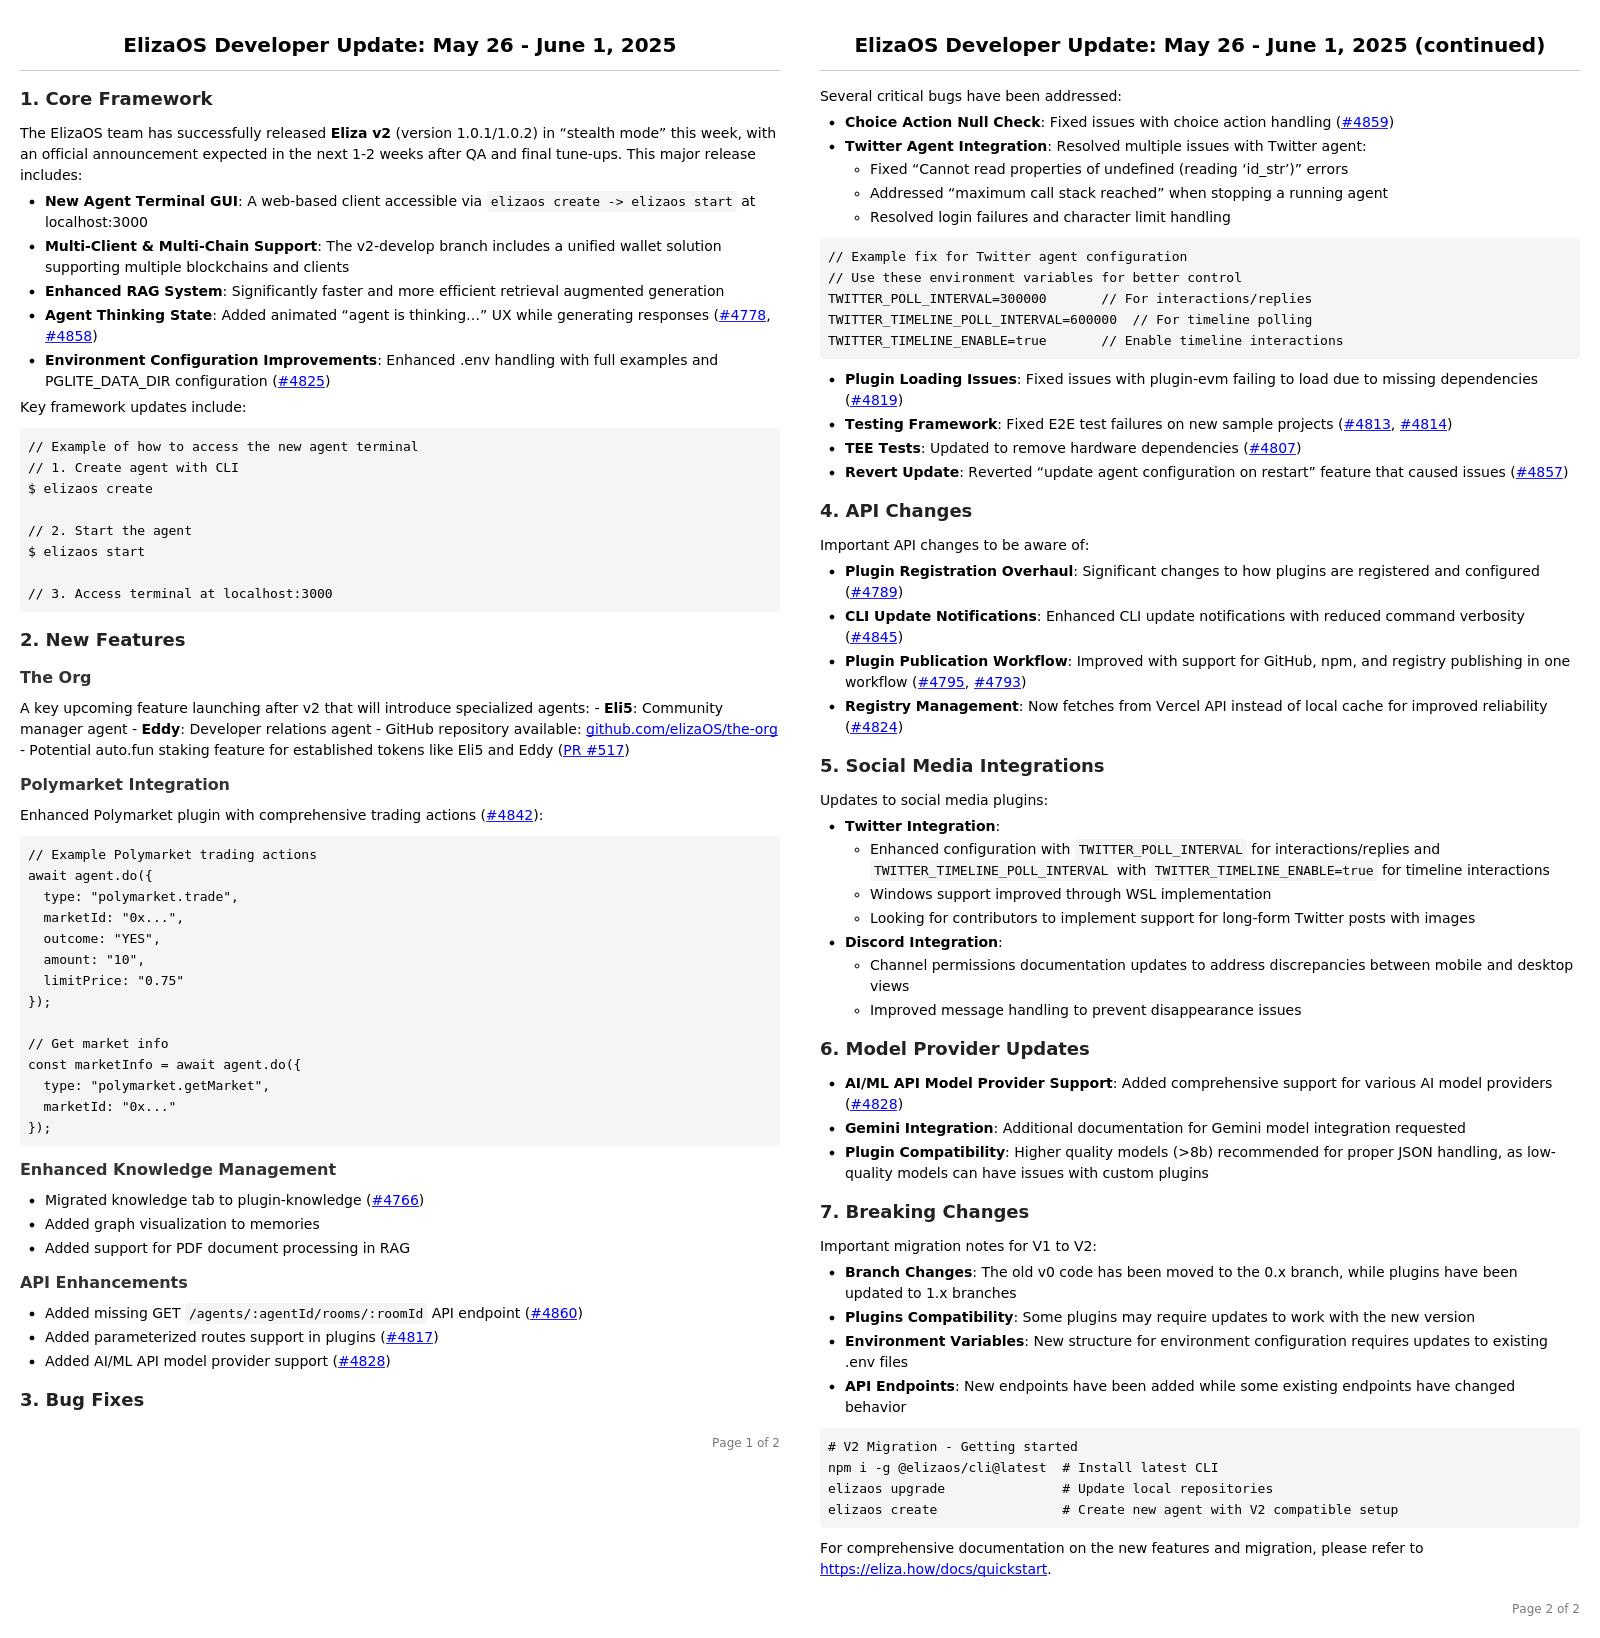 ElizaOS Developer Update: May 26 - June 1, 2025
1. Core Framework
The ElizaOS team has successfully released Eliza v2 (version 1.0.1/1.0.2) in “stealth mode” this week, with
an official announcement expected in the next 1-2 weeks after QA and final tune-ups. This major release
includes:
• New Agent Terminal GUI: A web-based client accessible via elizaos create -> elizaos start at
localhost:3000
• Multi-Client & Multi-Chain Support: The v2-develop branch includes a unified wallet solution
supporting multiple blockchains and clients
• Enhanced RAG System: Significantly faster and more efficient retrieval augmented generation
• Agent Thinking State: Added animated “agent is thinking…” UX while generating responses (#4778,
#4858)
• Environment Configuration Improvements: Enhanced .env handling with full examples and
PGLITE_DATA_DIR configuration (#4825)
Key framework updates include:
// Example of how to access the new agent terminal
// 1. Create agent with CLI
$ elizaos create
// 2. Start the agent
$ elizaos start
// 3. Access terminal at localhost:3000
2. New Features
The Org
A key upcoming feature launching after v2 that will introduce specialized agents: - Eli5: Community
manager agent - Eddy: Developer relations agent - GitHub repository available: github.com/elizaOS/the-org
- Potential auto.fun staking feature for established tokens like Eli5 and Eddy (PR #517)
Polymarket Integration
Enhanced Polymarket plugin with comprehensive trading actions (#4842):
// Example Polymarket trading actions
await agent.do({
  type: "polymarket.trade",
  marketId: "0x...",
  outcome: "YES",
  amount: "10",
  limitPrice: "0.75"
});
// Get market info
const marketInfo = await agent.do({
  type: "polymarket.getMarket",
  marketId: "0x..."
});
Enhanced Knowledge Management
• Migrated knowledge tab to plugin-knowledge (#4766)
• Added graph visualization to memories
• Added support for PDF document processing in RAG
API Enhancements
• Added missing GET /agents/:agentId/rooms/:roomId API endpoint (#4860)
• Added parameterized routes support in plugins (#4817)
• Added AI/ML API model provider support (#4828)
3. Bug Fixes
Page 1 of 2
ElizaOS Developer Update: May 26 - June 1, 2025 (continued)
Several critical bugs have been addressed:
• Choice Action Null Check: Fixed issues with choice action handling (#4859)
• Twitter Agent Integration: Resolved multiple issues with Twitter agent:
◦ Fixed “Cannot read properties of undefined (reading ‘id_str’)” errors
◦ Addressed “maximum call stack reached” when stopping a running agent
◦ Resolved login failures and character limit handling
// Example fix for Twitter agent configuration
// Use these environment variables for better control
TWITTER_POLL_INTERVAL=300000       // For interactions/replies
TWITTER_TIMELINE_POLL_INTERVAL=600000  // For timeline polling
TWITTER_TIMELINE_ENABLE=true       // Enable timeline interactions
• Plugin Loading Issues: Fixed issues with plugin-evm failing to load due to missing dependencies
(#4819)
• Testing Framework: Fixed E2E test failures on new sample projects (#4813, #4814)
• TEE Tests: Updated to remove hardware dependencies (#4807)
• Revert Update: Reverted “update agent configuration on restart” feature that caused issues (#4857)
4. API Changes
Important API changes to be aware of:
• Plugin Registration Overhaul: Significant changes to how plugins are registered and configured
(#4789)
• CLI Update Notifications: Enhanced CLI update notifications with reduced command verbosity
(#4845)
• Plugin Publication Workflow: Improved with support for GitHub, npm, and registry publishing in one
workflow (#4795, #4793)
• Registry Management: Now fetches from Vercel API instead of local cache for improved reliability
(#4824)
5. Social Media Integrations
Updates to social media plugins:
• Twitter Integration:
◦ Enhanced configuration with TWITTER_POLL_INTERVAL for interactions/replies and
TWITTER_TIMELINE_POLL_INTERVAL with TWITTER_TIMELINE_ENABLE=true for timeline interactions
◦ Windows support improved through WSL implementation
◦ Looking for contributors to implement support for long-form Twitter posts with images
• Discord Integration:
◦ Channel permissions documentation updates to address discrepancies between mobile and desktop
views
◦ Improved message handling to prevent disappearance issues
6. Model Provider Updates
• AI/ML API Model Provider Support: Added comprehensive support for various AI model providers
(#4828)
• Gemini Integration: Additional documentation for Gemini model integration requested
• Plugin Compatibility: Higher quality models (>8b) recommended for proper JSON handling, as low-
quality models can have issues with custom plugins
7. Breaking Changes
Important migration notes for V1 to V2:
• Branch Changes: The old v0 code has been moved to the 0.x branch, while plugins have been
updated to 1.x branches
• Plugins Compatibility: Some plugins may require updates to work with the new version
• Environment Variables: New structure for environment configuration requires updates to existing
.env files
• API Endpoints: New endpoints have been added while some existing endpoints have changed
behavior
# V2 Migration - Getting started
npm i -g @elizaos/cli@latest  # Install latest CLI
elizaos upgrade               # Update local repositories
elizaos create                # Create new agent with V2 compatible setup
For comprehensive documentation on the new features and migration, please refer to
https://eliza.how/docs/quickstart.
Page 2 of 2